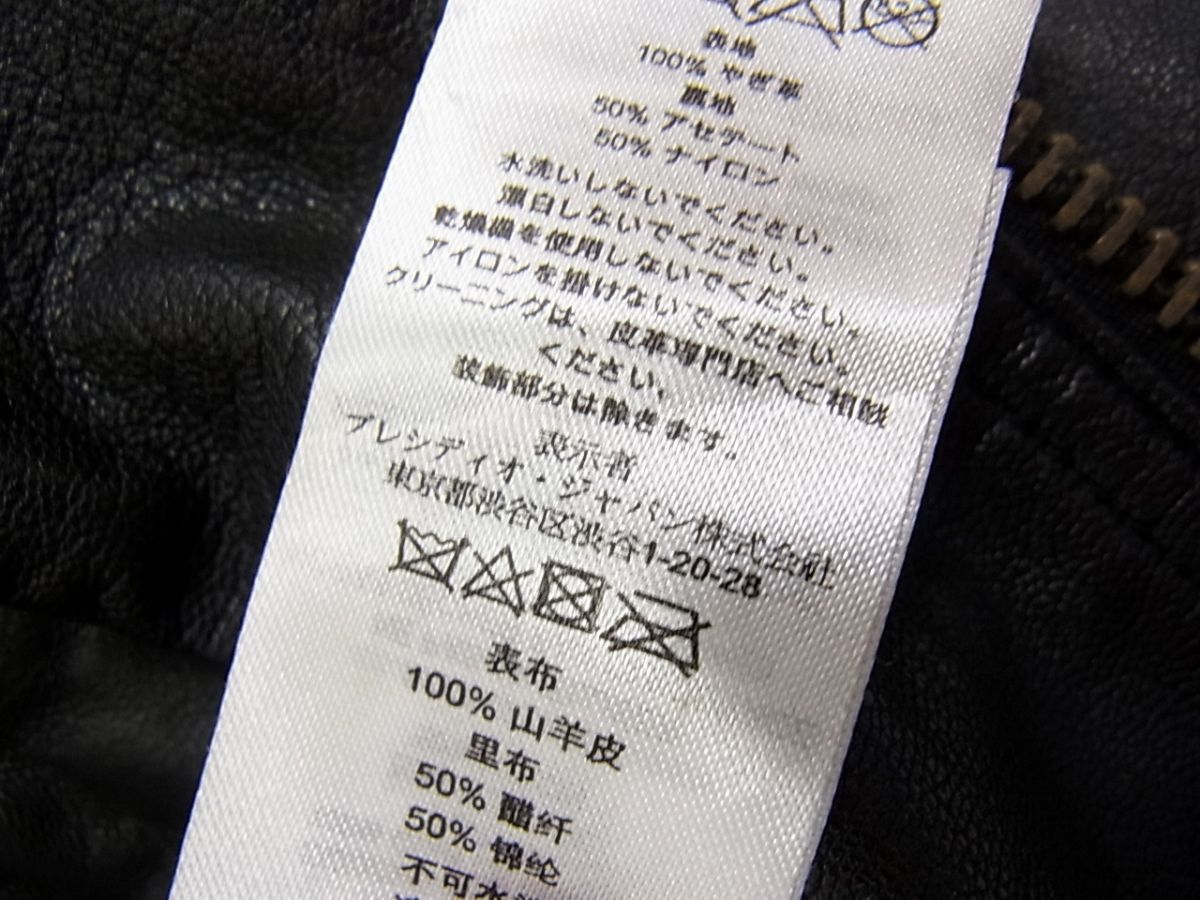 表地
100% やぎ革
裏地
50% アセテート
50% ナイロン
水洗いしないでください。
漂白しないでください。
乾燥機を使用しないでください。
アイロンを掛けないでください。
クリーニングは、皮革専門店へご相談
ください。
装飾部分は除きます。
表示者
プレシディオ・ジャパン株式会社
東京都渋谷区渋谷1-20-28
表布
100% 山羊皮
里布
50% 醋纤
50% 锦纶
不可水洗